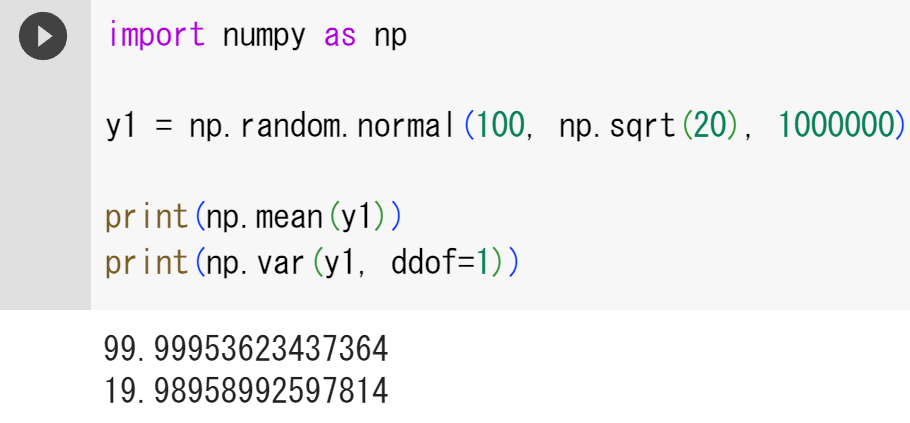 import numpy as np
y1 = np.random.normal(100, np.sqrt(20), 1000000)
print(np.mean(y1))
print(np.var(y1, ddof=1))
99.99953623437364
19.98958992597814